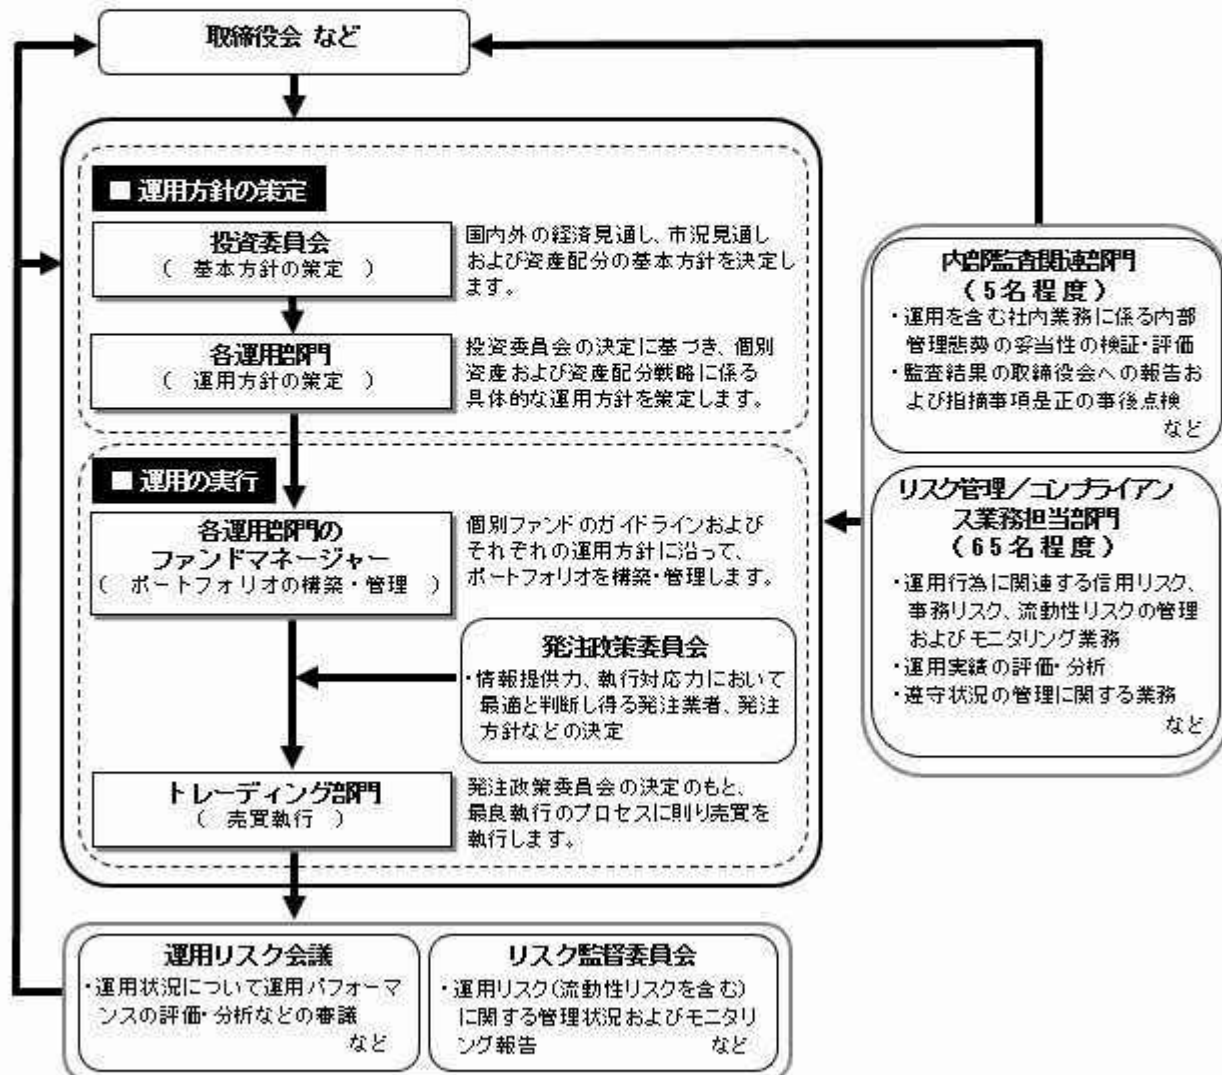 取締役会 など
■ 運用方針の策定
投資委員会
( 基本方針の策定 )
国内外の経済見通し、市況見通し
および資産配分の基本方針を決定し
ます。
各運用部門
( 運用方針の策定 )
投資委員会の決定に基づき、個別
資産および資産配分戦略に係る
具体的な運用方針を策定します。
■ 運用の実行
各運用部門の
ファンドマネージャー
( ポートフォリオの構築・管理 )
個別ファンドのガイドラインおよび
それぞれの運用方針に沿って、
ポートフォリオを構築・管理します。
発注政策委員会
・情報提供力、執行対応力において
最適と判断し得る発注業者、発注
方針などの決定
トレーディング部門
( 売買執行 )
発注政策委員会の決定のもと、
最良執行のプロセスに則り売買を
執行します。
運用リスク会議
・運用状況について運用パフォーマ
ンスの評価・分析などの審議
など
リスク監督委員会
・運用リスク(流動性リスクを含む)
に関する管理状況およびモニタリ
ング報告 など
内部監査関連部門
(5名程度)
・運用を含む社内業務に係る内部
管理態勢の妥当性の検証・評価
・監査結果の取締役会への報告お
よび指摘事項是正の事後点検
など
リスク管理／コンプライアン
ス業務担当部門
(65名程度)
・運用行為に関連する信用リスク、
事務リスク、流動性リスクの管理
およびモニタリング業務
・運用実績の評価・分析
・遵守状況の管理に関する業務
など